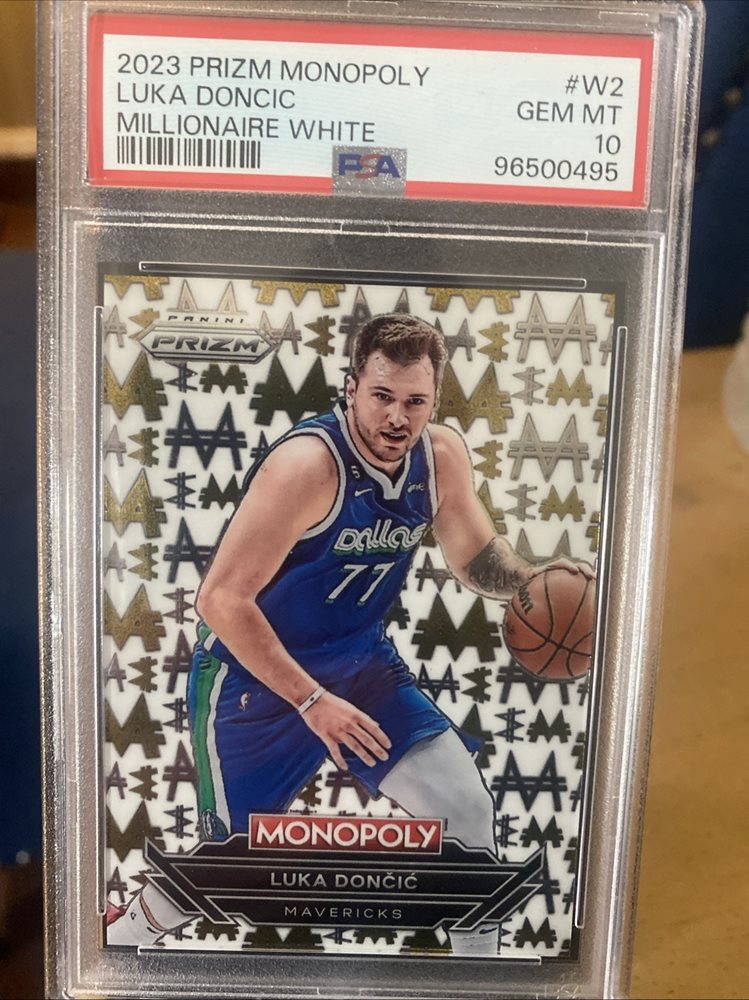 2023 PRIZM MONOPOLY #W2
LUKA DONCIC GEM MT
MILLIONAIRE WHITE 10
PSA 96500495
PANINI
PRIZM
6
Dallas
77
MONOPOLY
LUKA DONČIĆ
MAVERICKS